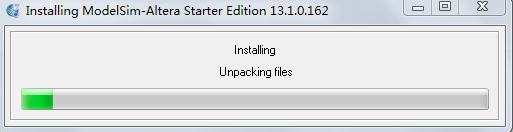 Installing ModelSim-Altera Starter Edition 13.1.0.162
Installing
Unpacking files